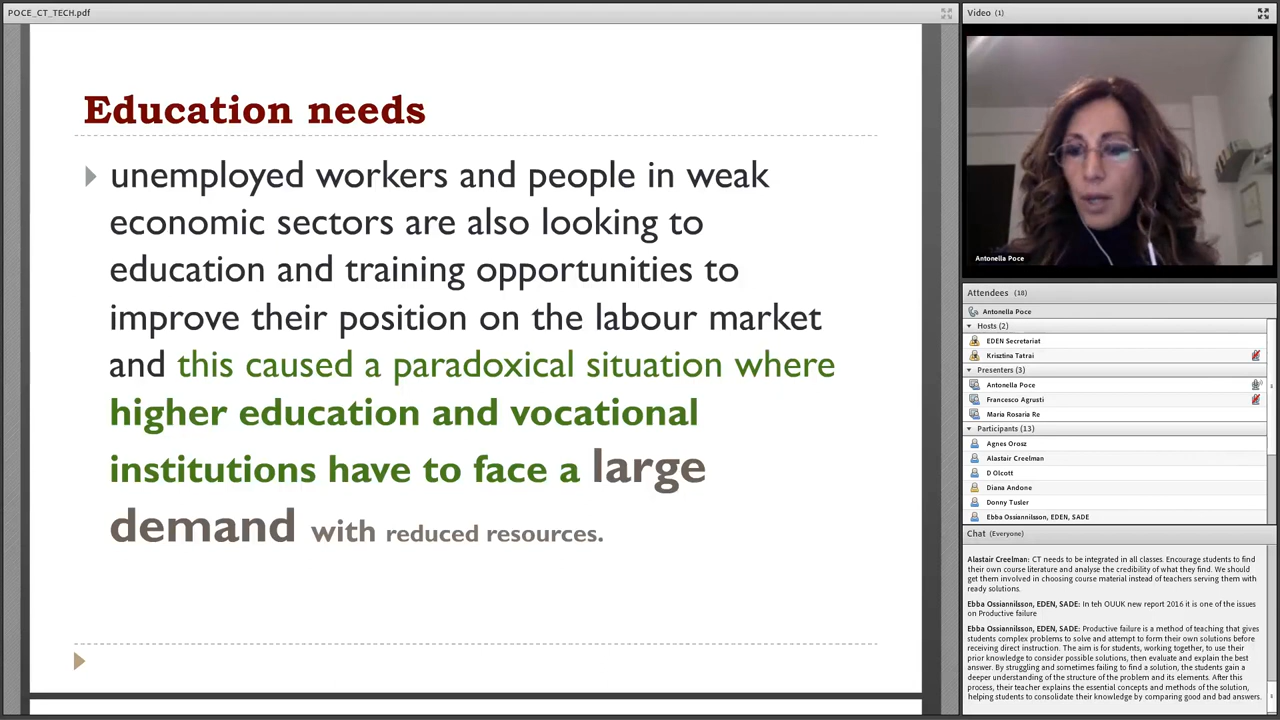 POCE_CT_TECH.pdf
Education needs
unemployed workers and people in weak
economic sectors are also looking to
education and training opportunities to
improve their position on the labour market
and this caused a paradoxical situation where
higher education and vocational
institutions have to face a large
demand with reduced resources.
Video (1)
Antonella Poce
Attendees (18)
Antonella Poce
Hosts (2)
EDEN Secretariat
Krisztina Tatrai
Presenters (3)
Antonella Poce
Francesco Agrusti
Maria Rosaria Re
Participants (13)
Agnes Orosz
Alastair Creelman
D Olcott
Diana Andone
Donny Tusler
Ebba Ossiannilsson, EDEN, SADE
Chat (Everyone)
Alastair Creelman: CT needs to be integrated in all classes. Encourage students to find
their own course literature and analyse the credibility of what they find. We should
get them involved in choosing course material instead of teachers serving them with
ready solutions.
Ebba Ossiannilsson, EDEN, SADE: In teh OUUK new report 2016 it is one of the issues
on Productive failure
Ebba Ossiannilsson, EDEN, SADE: Productive failure is a method of teaching that gives
students complex problems to solve and attempt to form their own solutions before
receiving direct instruction. The aim is for students, working together, to use their
prior knowledge to consider possible solutions, then evaluate and explain the best
answer. By struggling and sometimes failing to find a solution, the students gain a
deeper understanding of the structure of the problem and its elements. After this
process, their teacher explains the essential concepts and methods of the solution,
helping students to consolidate their knowledge by comparing good and bad answers.